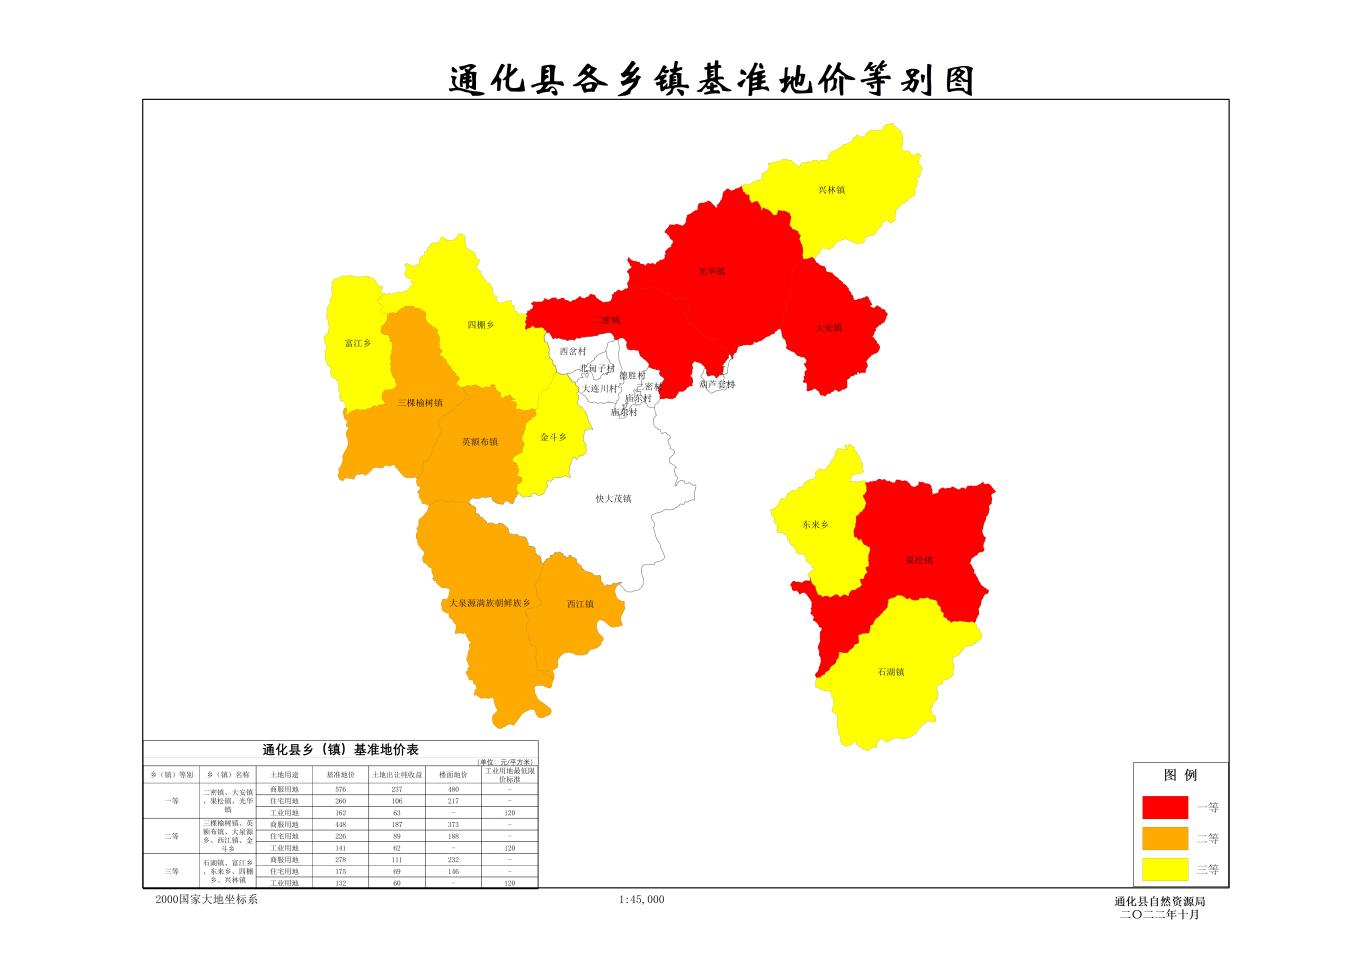 通化县各乡镇基准地价等别图
兴林镇
光华镇
二密镇
大安镇
四棚乡
富江乡
西岔村
德胜村
大连川村
二密村
庙东村
葫芦套村
三棵榆树镇
英额布镇
金斗乡
快大茂镇
东来乡
果松镇
大泉源满族朝鲜族乡
西江镇
石湖镇
通化县乡（镇）基准地价表
(单位：元/平方米)
乡（镇）等别 乡（镇）名称 土地用途 基准地价 土地出让纯收益 楼面地价 工业用地最低限价标准
一等 二密镇、大安镇、果松镇、光华镇
商服用地 576 237 480 -
住宅用地 260 106 217 -
工业用地 162 63 - 120
二等 三棵榆树镇、英额布镇、大泉源乡、西江镇、金斗乡
商服用地 448 187 373 -
住宅用地 226 89 188 -
工业用地 141 62 - 120
三等 石湖镇、富江乡、东来乡、四棚乡、兴林镇
商服用地 278 111 232 -
住宅用地 175 69 146 -
工业用地 132 60 - 120
图 例
一等
二等
三等
2000国家大地坐标系
1:45,000
通化县自然资源局
二〇二二年十月